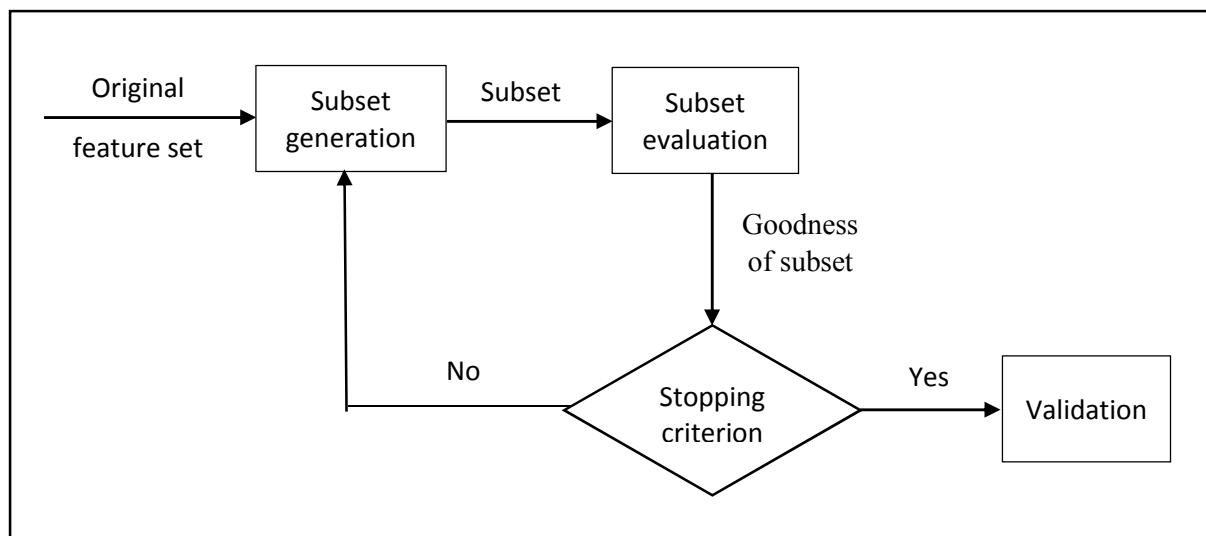 Original
feature set
Subset
generation
Subset
Subset
evaluation
Goodness
of subset
No
Stopping
criterion
Yes
Validation